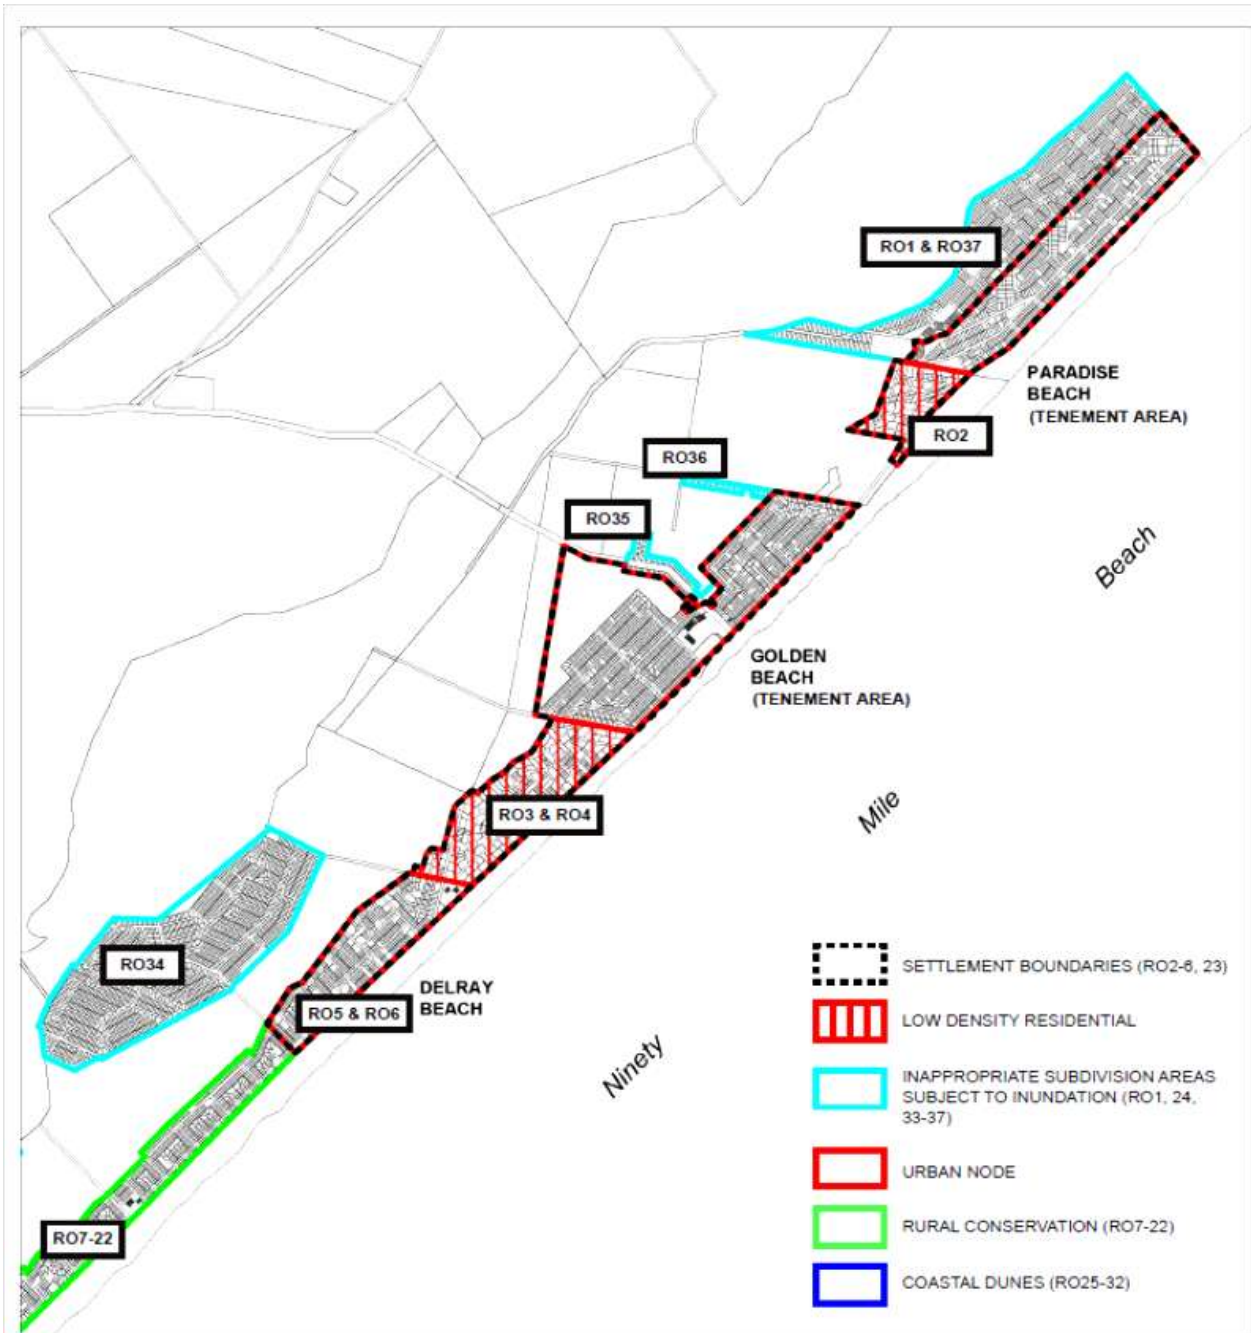 RO1 & RO37
PARADISE
BEACH
(TENEMENT AREA)
RO2
RO36
RO35
Beach
GOLDEN
BEACH
(TENEMENT AREA)
Mile
RO3 & RO4
RO34
DELRAY
BEACH
RO5 & RO6
Ninety
RO7-22
SETTLEMENT BOUNDARIES (RO2-6, 23)
LOW DENSITY RESIDENTIAL
INAPPROPRIATE SUBDIVISION AREAS
SUBJECT TO INUNDATION (RO1, 24,
33-37)
URBAN NODE
RURAL CONSERVATION (RO7-22)
COASTAL DUNES (RO25-32)